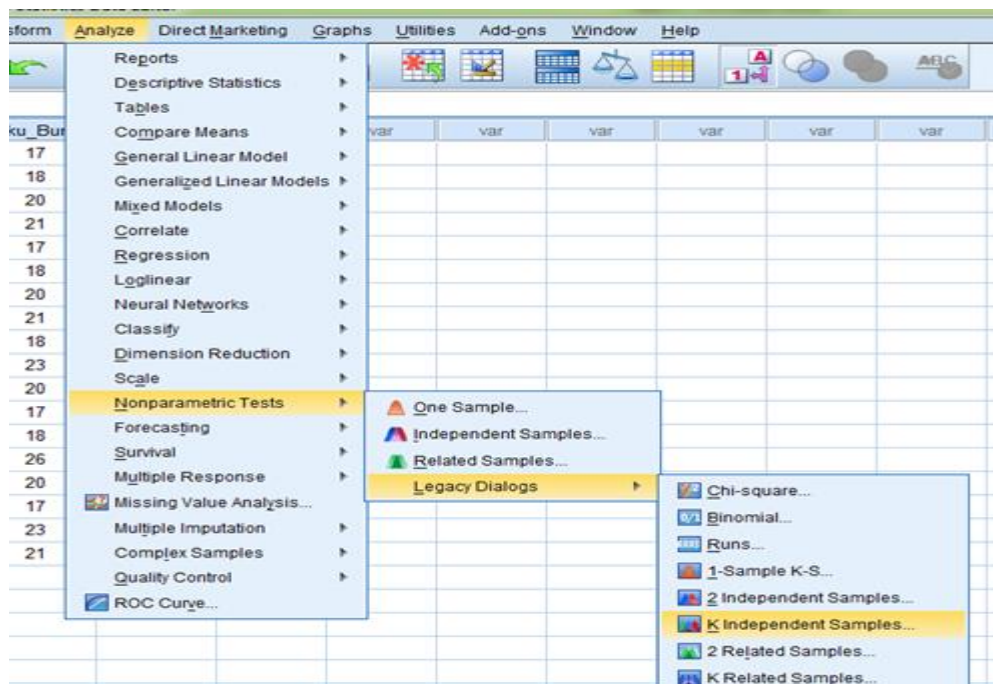 sform Analyze Direct Marketing Graphs Utilities Add-ons Window Help
Reports
Descriptive Statistics
Tables
Compare Means
General Linear Model
Generalized Linear Models
Mixed Models
Correlate
Regression
Loglinear
Neural Networks
Classify
Dimension Reduction
Scale
Nonparametric Tests
Forecasting
Survival
Multiple Response
Missing Value Analysis...
Multiple Imputation
Complex Samples
Quality Control
ROC Curve...
One Sample...
Independent Samples...
Related Samples...
Legacy Dialogs
Chi-square...
Binomial...
Runs...
1-Sample K-S...
2 Independent Samples...
K Independent Samples...
2 Related Samples...
K Related Samples...
A
1
ABC
ku_Bur var var var var var var
17
18
20
21
17
18
20
21
18
23
20
17
18
26
20
17
23
21